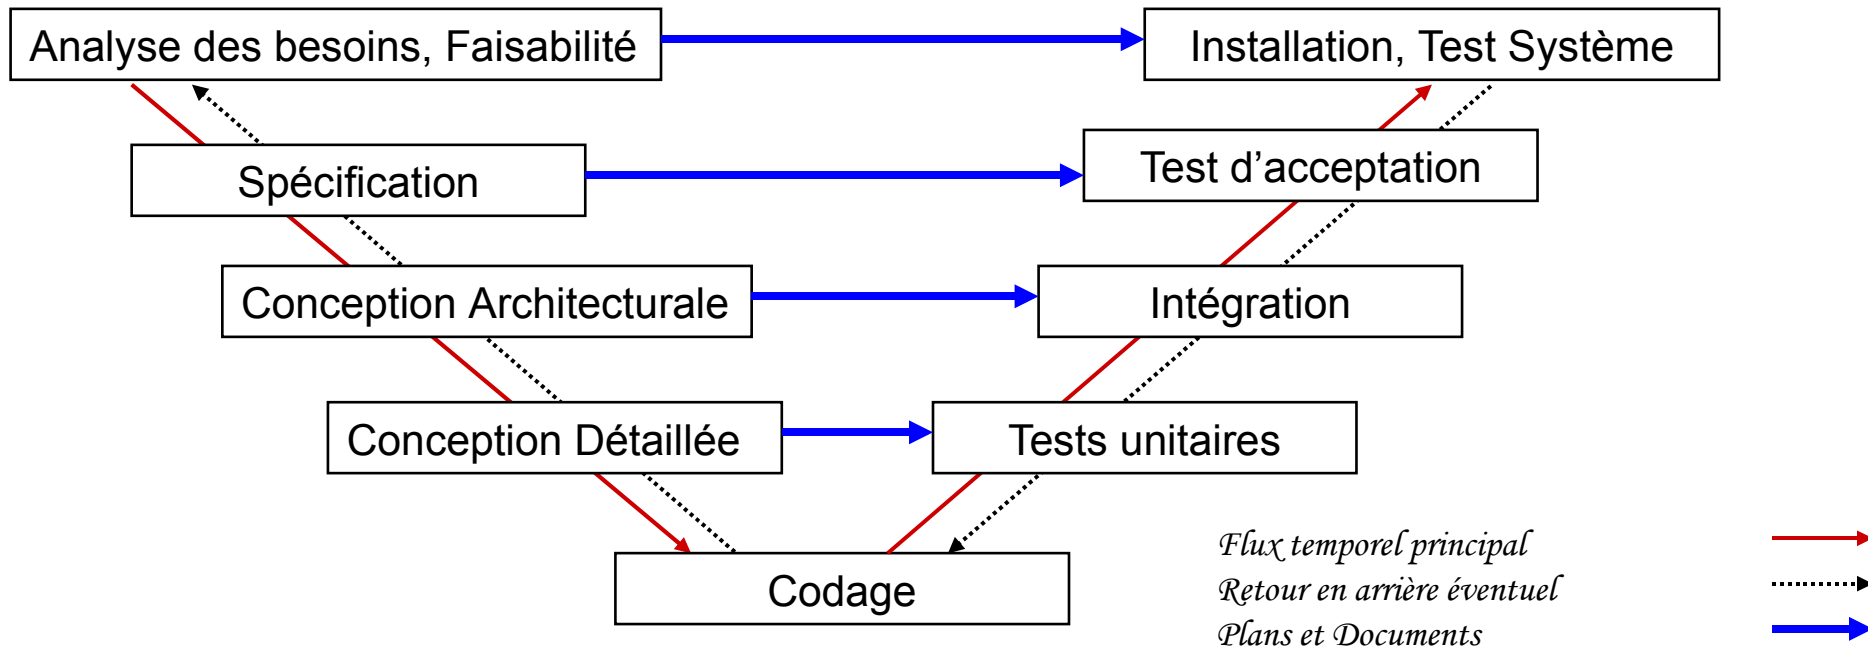 Analyse des besoins, Faisabilité
Installation, Test Système
Spécification
Test d’acceptation
Conception Architecturale
Intégration
Conception Détaillée
Tests unitaires
Codage
Flux temporel principal
Retour en arrière éventuel
Plans et Documents